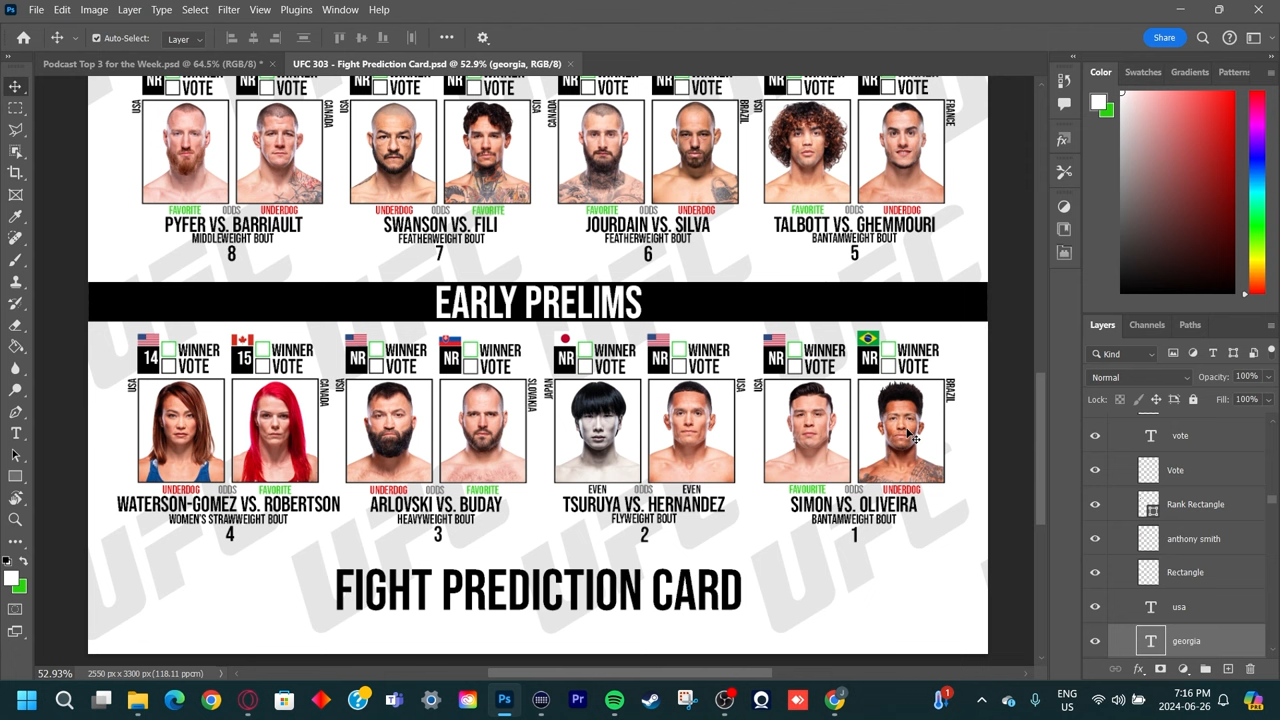 File Edit Image Layer Type Select Filter View Plugins Window Help
Auto-Select: Layer Share
Podcast Top 3 for the Week.psd @ 64.5% (RGB/8) * UFC 303 - Fight Prediction Card.psd @ 52.9% (georgia, RGB/8)
NR VOTE NR VOTE NR VOTE NR VOTE NR VOTE NR VOTE NR VOTE NR VOTE
USA CANADA USA USA CANADA BRAZIL USA FRANCE
FAVORITE ODDS UNDERDOG UNDERDOG ODDS FAVORITE FAVORITE ODDS UNDERDOG FAVORITE ODDS UNDERDOG
PYFER VS. BARRIAULT SWANSON VS. FILI JOURDAIN VS. SILVA TALBOTT VS. GHEMMOURI
MIDDLEWEIGHT BOUT FEATHERWEIGHT BOUT FEATHERWEIGHT BOUT BANTAMWEIGHT BOUT
8 7 6 5
EARLY PRELIMS
WINNER WINNER WINNER WINNER WINNER WINNER WINNER WINNER
14 VOTE 15 VOTE NR VOTE NR VOTE NR VOTE NR VOTE NR VOTE NR VOTE
USA CANADA USA SLOVAKIA JAPAN USA USA BRAZIL
UNDERDOG ODDS FAVORITE UNDERDOG ODDS FAVORITE EVEN ODDS EVEN FAVOURITE ODDS UNDERDOG
WATERSON-GOMEZ VS. ROBERTSON ARLOVSKI VS. BUDAY TSURUYA VS. HERNANDEZ SIMON VS. OLIVEIRA
WOMEN'S STRAWWEIGHT BOUT HEAVYWEIGHT BOUT FLYWEIGHT BOUT BANTAMWEIGHT BOUT
4 3 2 1
FIGHT PREDICTION CARD
UFC UFC UFC UFC
Color Swatches Gradients Patterns
Layers Channels Paths
Kind
Normal Opacity: 100%
Lock: Fill: 100%
vote
Vote
Rank Rectangle
anthony smith
Rectangle
usa
georgia
52.93% 2550 px x 3300 px (118.11 ppcm)
ENG
US
7:16 PM
2024-06-26